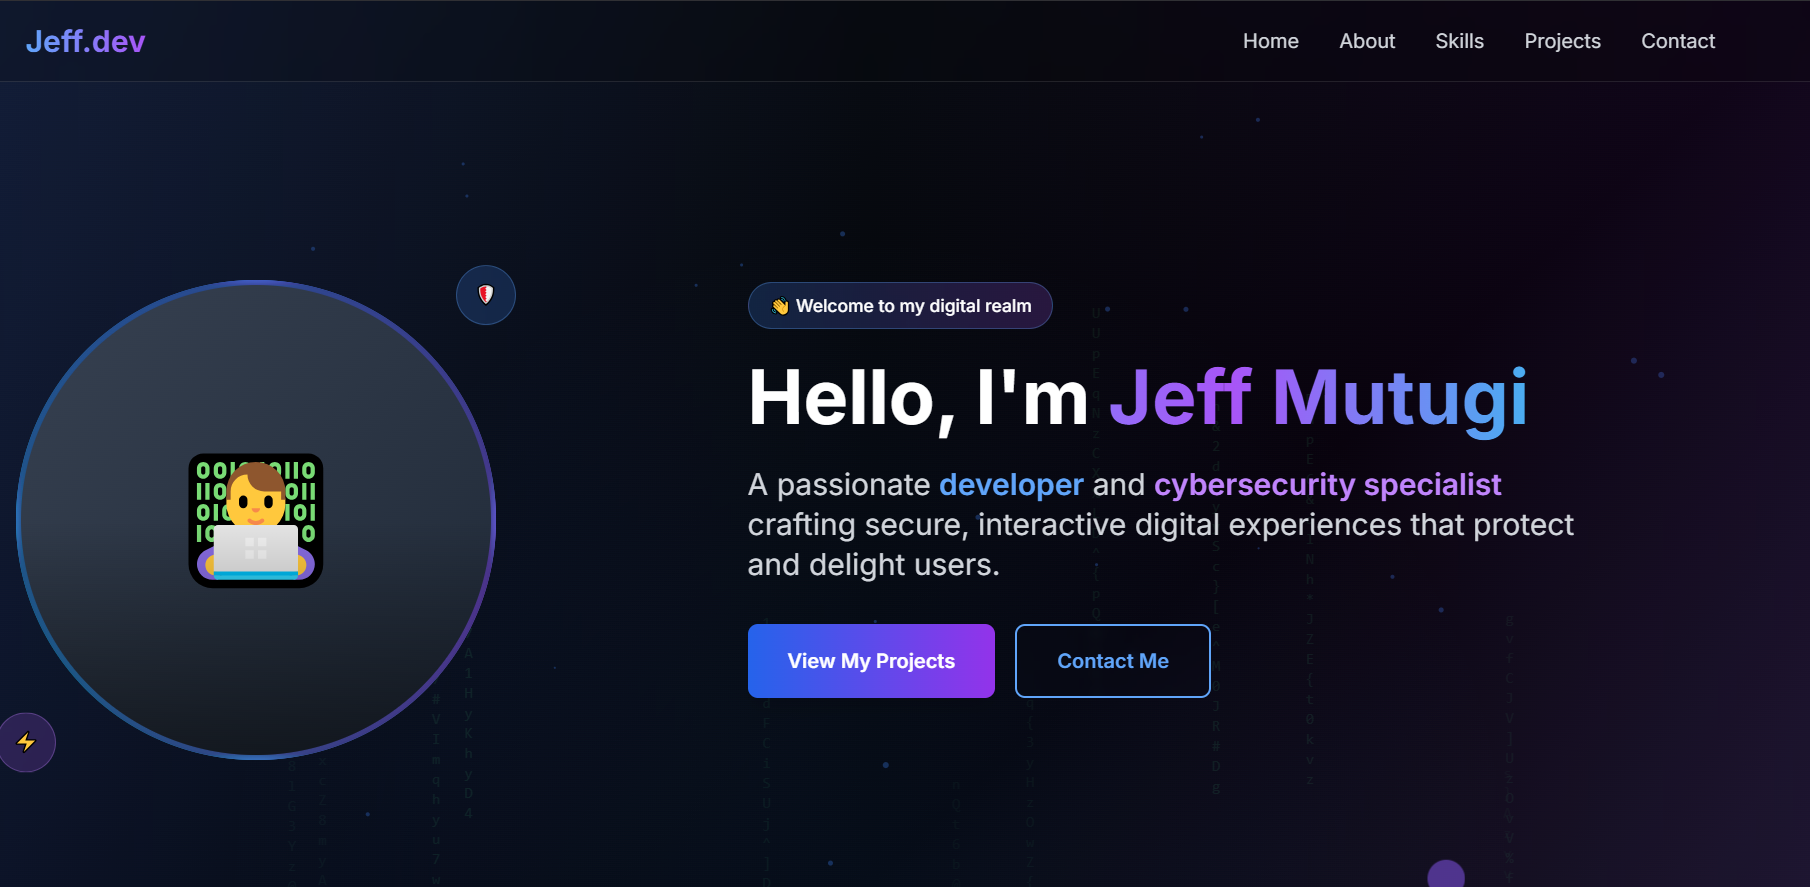 Jeff.dev
Home
About
Skills
Projects
Contact
👋 Welcome to my digital realm
Hello, I'm Jeff Mutugi
A passionate developer and cybersecurity specialist
crafting secure, interactive digital experiences that protect
and delight users.
View My Projects
Contact Me